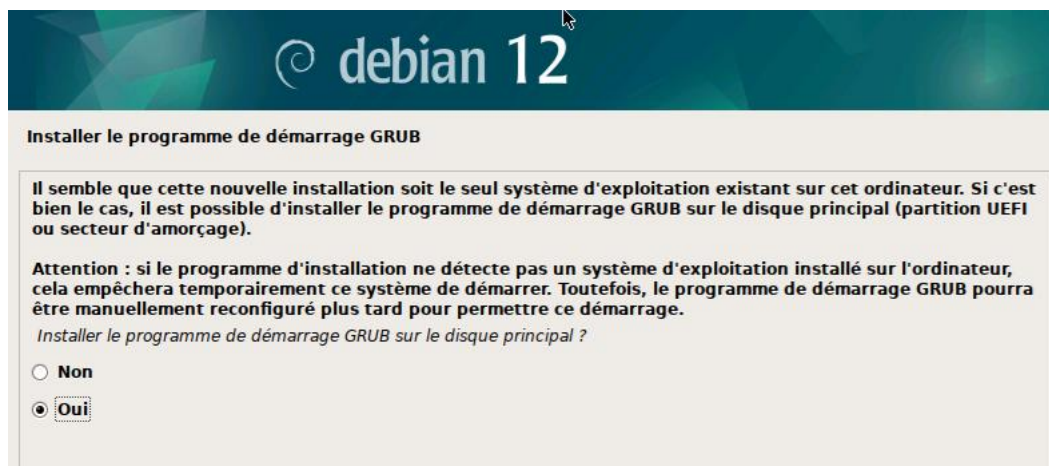 debian 12
Installer le programme de démarrage GRUB
Il semble que cette nouvelle installation soit le seul système d'exploitation existant sur cet ordinateur. Si c'est
bien le cas, il est possible d'installer le programme de démarrage GRUB sur le disque principal (partition UEFI
ou secteur d'amorçage).
Attention : si le programme d'installation ne détecte pas un système d'exploitation installé sur l'ordinateur,
cela empêchera temporairement ce système de démarrer. Toutefois, le programme de démarrage GRUB pourra
être manuellement reconfiguré plus tard pour permettre ce démarrage.
Installer le programme de démarrage GRUB sur le disque principal ?
Non
Oui